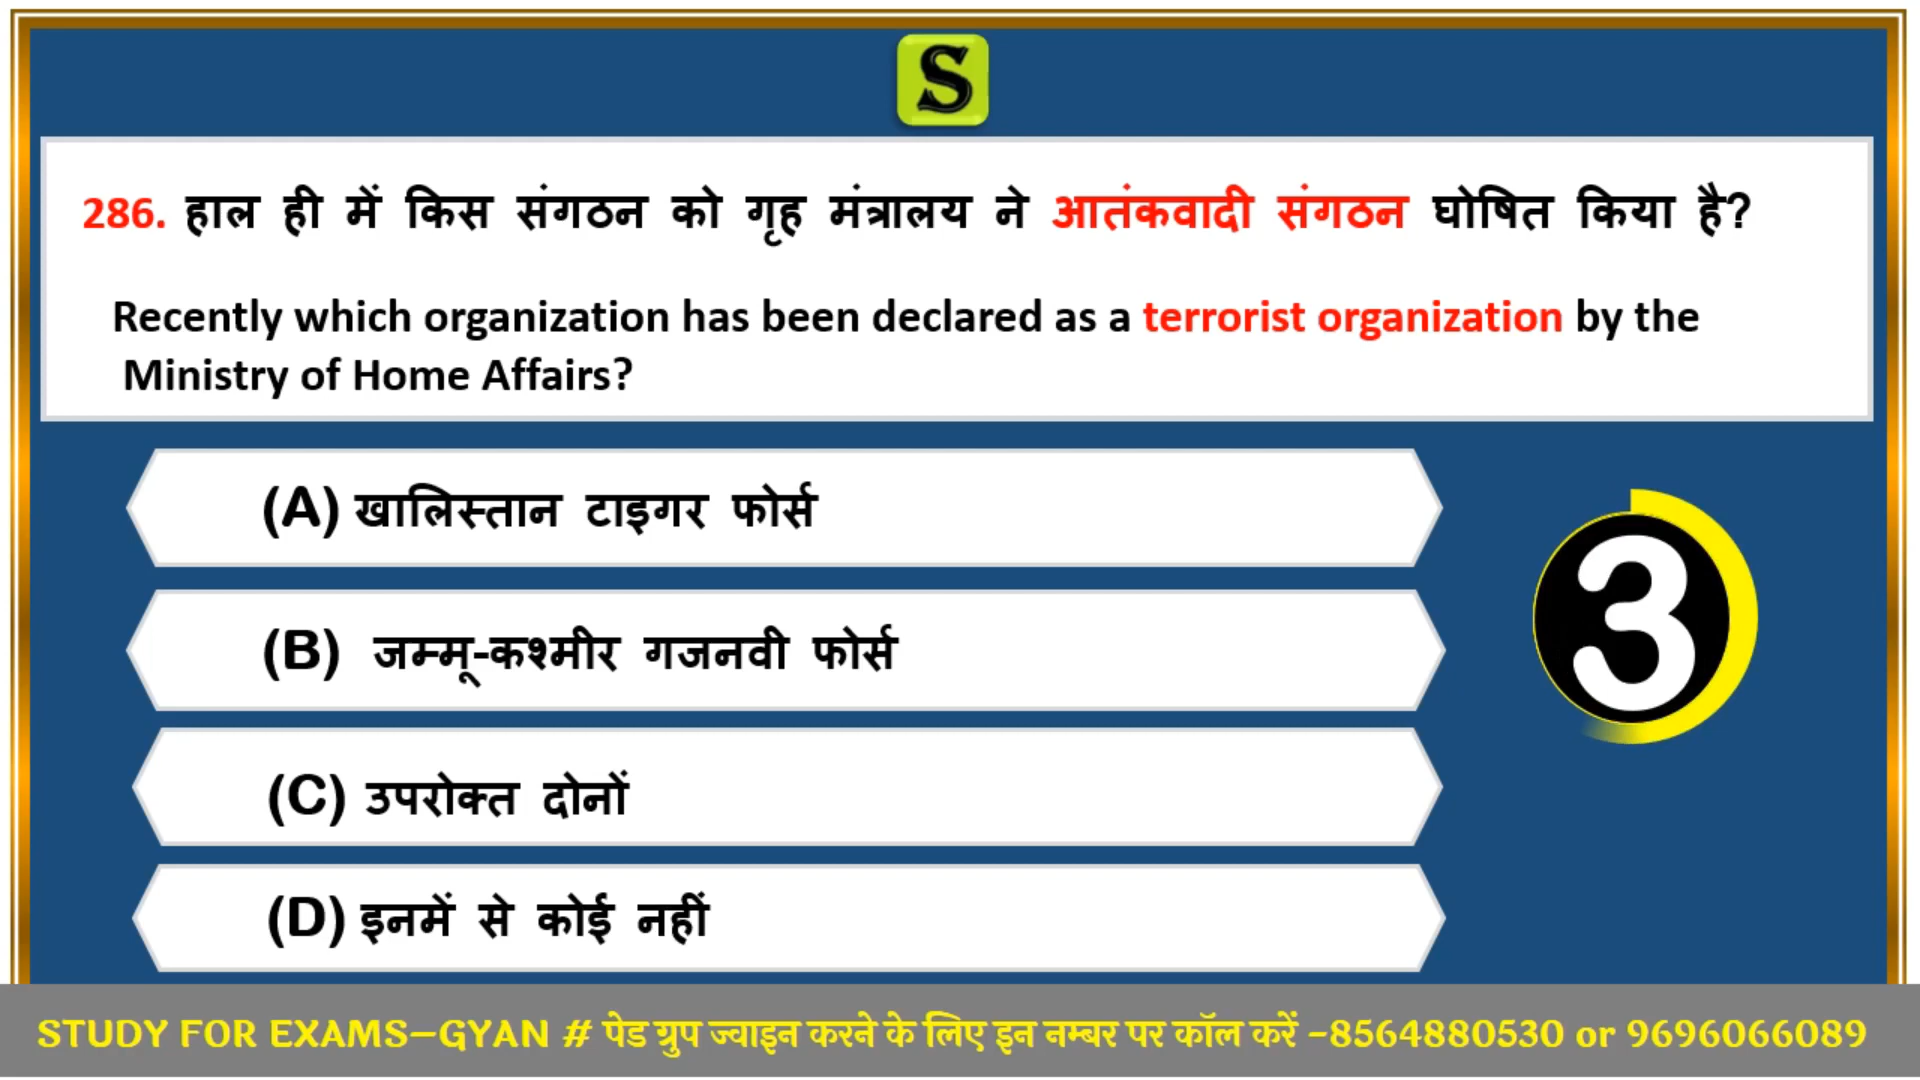 S
286. हाल ही में किस संगठन को गृह मंत्रालय ने आतंकवादी संगठन घोषित किया है?
Recently which organization has been declared as a terrorist organization by the
Ministry of Home Affairs?
(A) खालिस्तान टाइगर फोर्स
(B) जम्मू-कश्मीर गजनवी फोर्स
3
(C) उपरोक्त दोनों
(D) इनमें से कोई नहीं
STUDY FOR EXAMS–GYAN # पेड ग्रुप ज्वाइन करने के लिए इन नम्बर पर कॉल करें -8564880530 or 9696066089